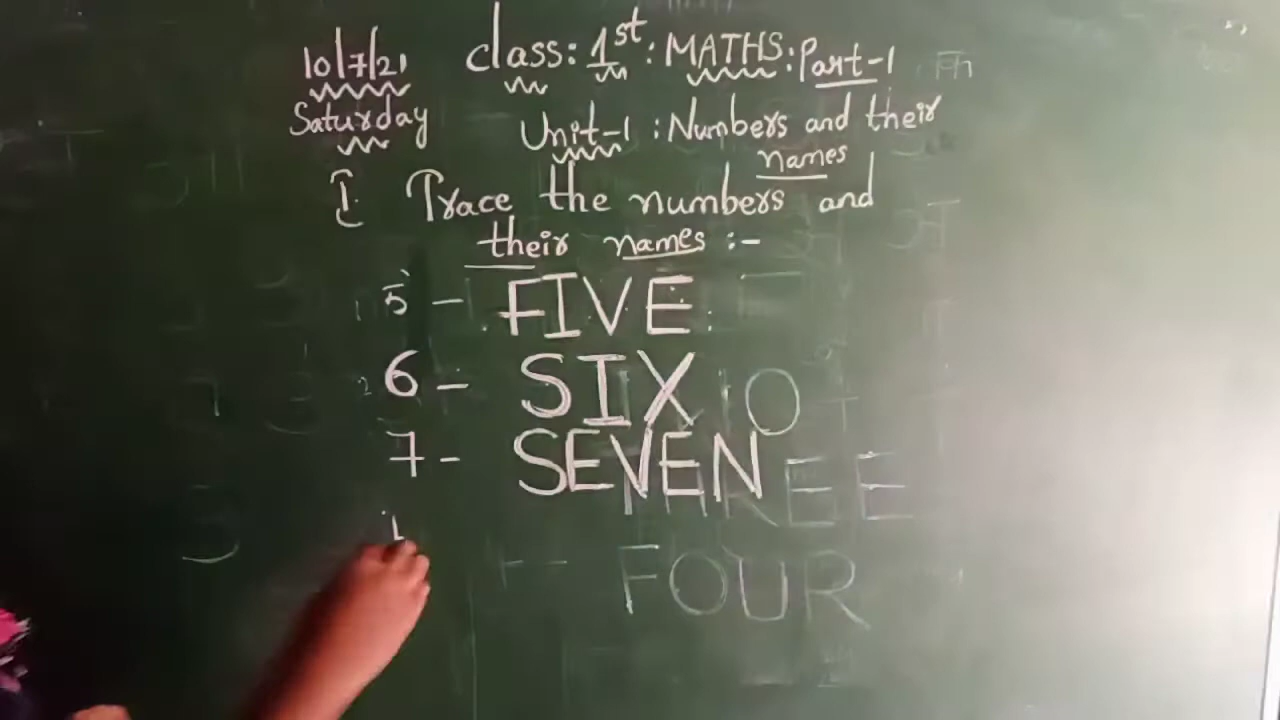 10/7/21 class: 1st: MATHS: Part-1
Saturday Unit-1 : Numbers and their
names
I. Trace the numbers and
their names :-
5 - FIVE
6 - SIX
7 - SEVEN
THREE
FOUR